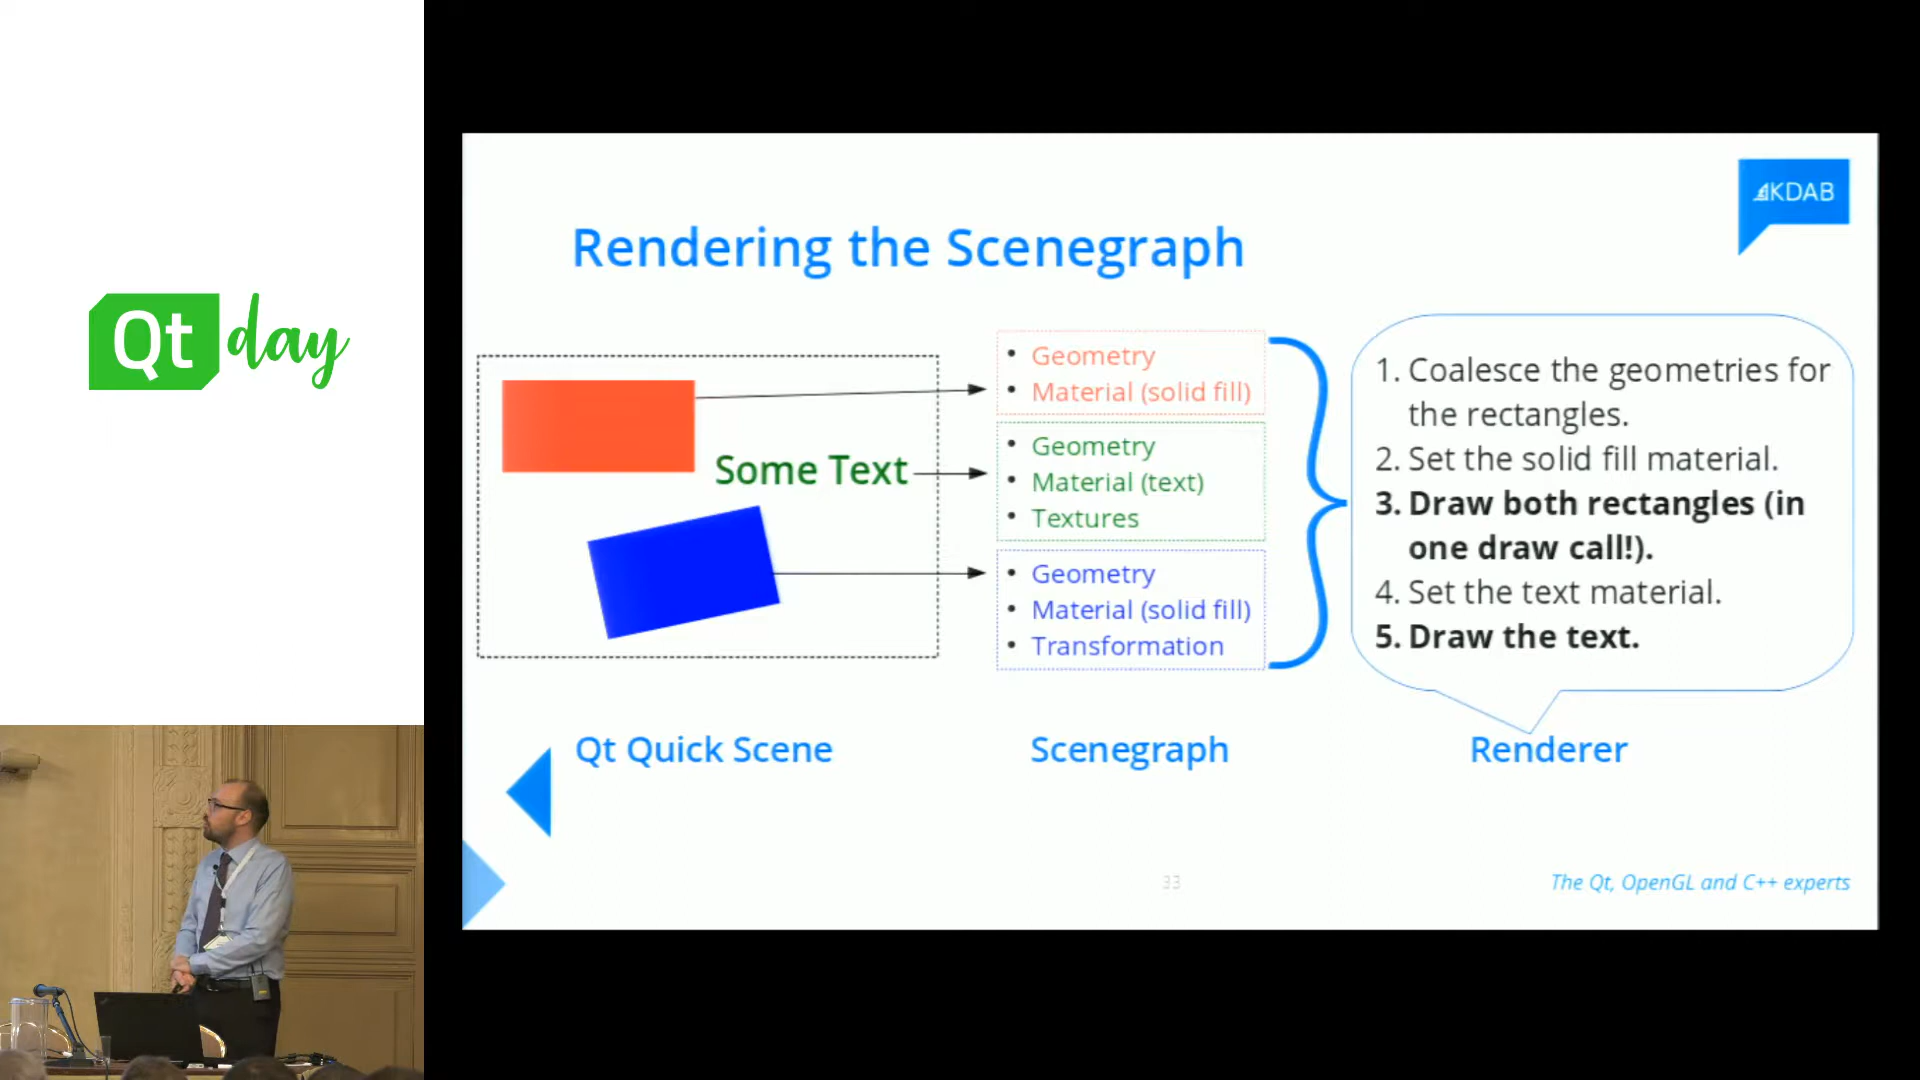 Qt day
KDAB
Rendering the Scenegraph
Some Text
• Geometry
• Material (solid fill)
• Geometry
• Material (text)
• Textures
• Geometry
• Material (solid fill)
• Transformation
1. Coalesce the geometries for
the rectangles.
2. Set the solid fill material.
3. Draw both rectangles (in
one draw call!).
4. Set the text material.
5. Draw the text.
Qt Quick Scene
Scenegraph
Renderer
33
The Qt, OpenGL and C++ experts